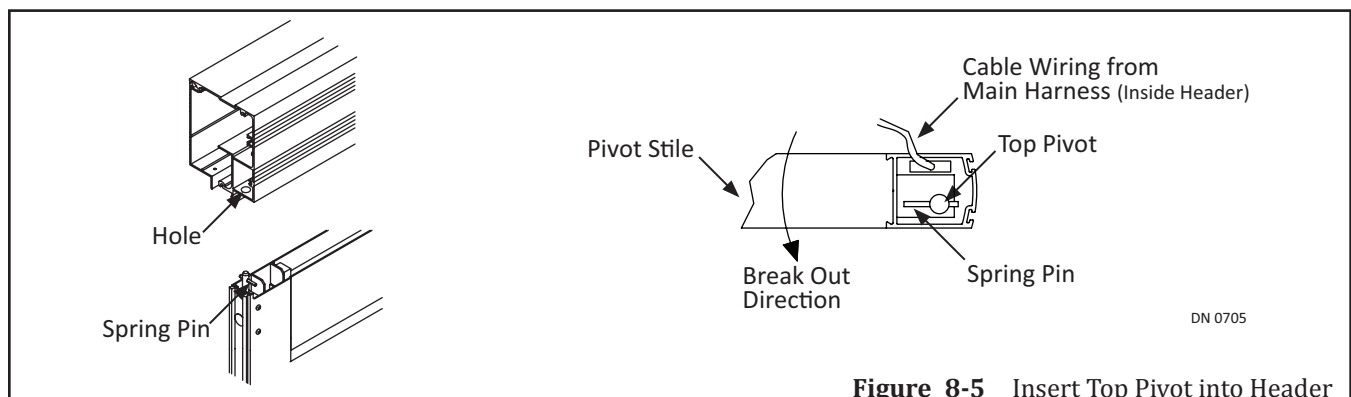 Hole
Spring Pin
Cable Wiring from
Main Harness (Inside Header)
Pivot Stile
Top Pivot
Break Out
Direction
Spring Pin
DN 0705
Figure 8-5 Insert Top Pivot into Header